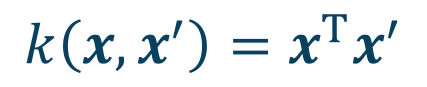 k(x, x′) = xᵀx′